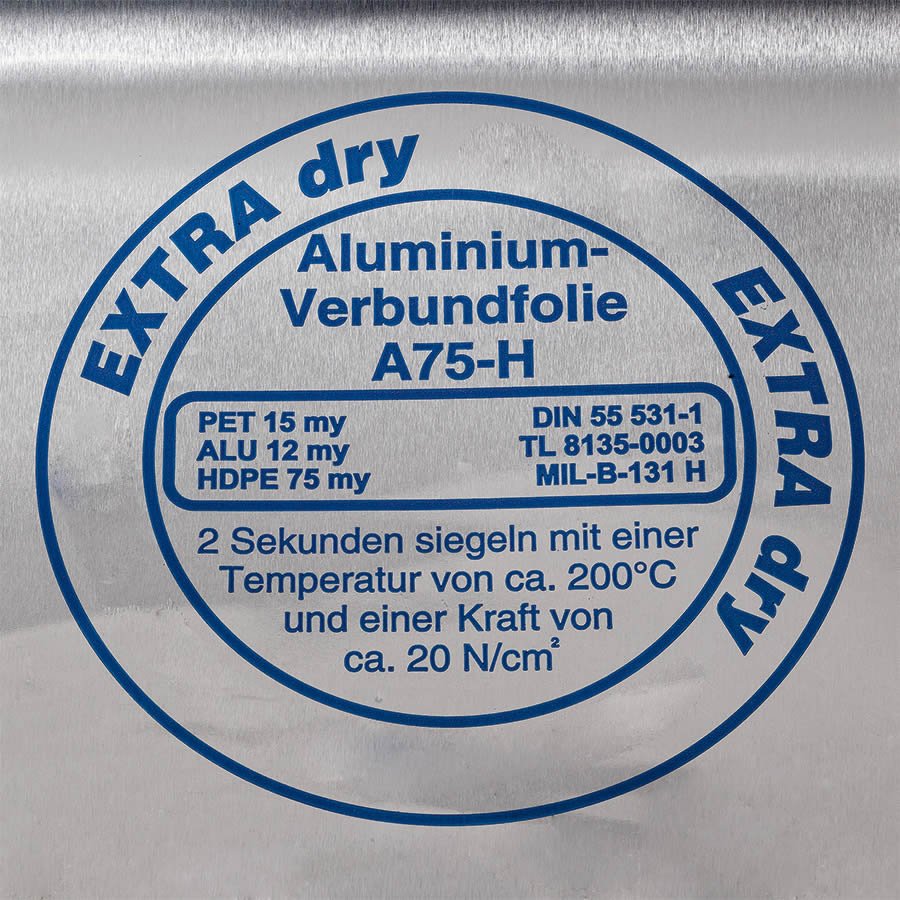 EXTRA dry
EXTRA dry
Aluminium-
Verbundfolie
A75-H
PET 15 my
ALU 12 my
HDPE 75 my
DIN 55 531-1
TL 8135-0003
MIL-B-131 H
2 Sekunden siegeln mit einer
Temperatur von ca. 200°C
und einer Kraft von
ca. 20 N/cm²